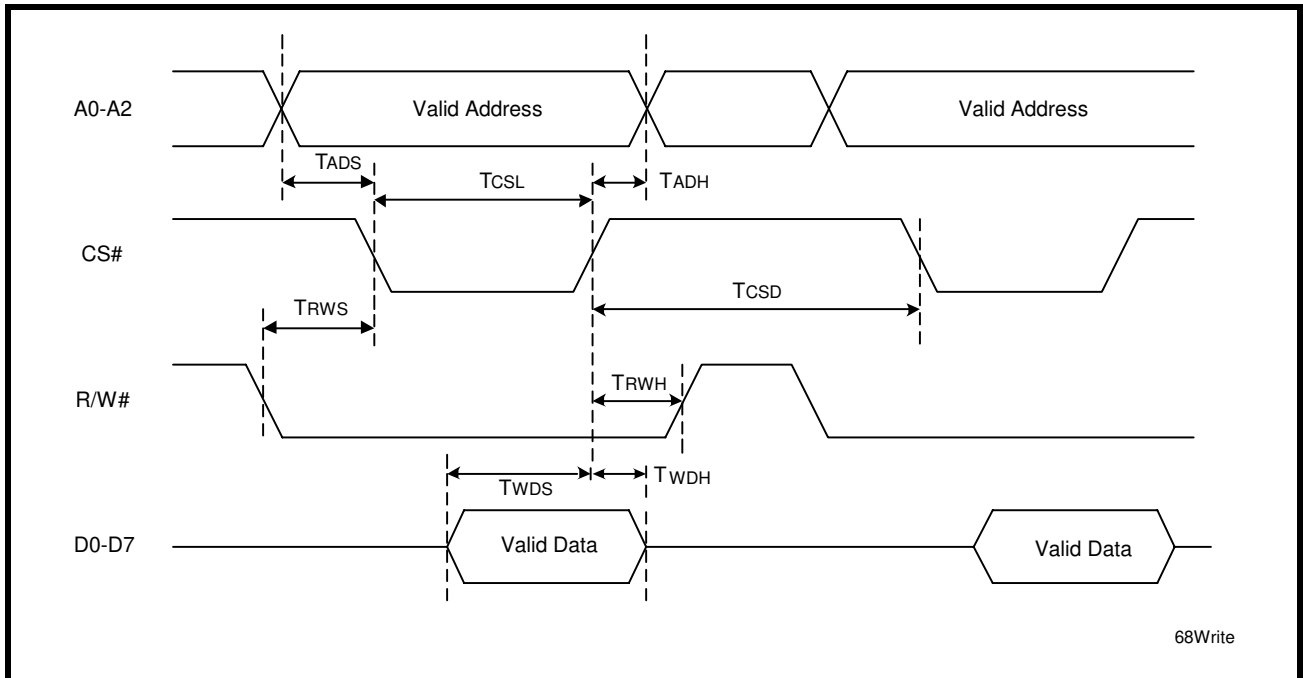 A0-A2
Valid Address
Valid Address
TADS
TCSL
TADH
CS#
TCSD
TRWS
TRWH
R/W#
TWDS
TWDH
D0-D7
Valid Data
Valid Data
68Write